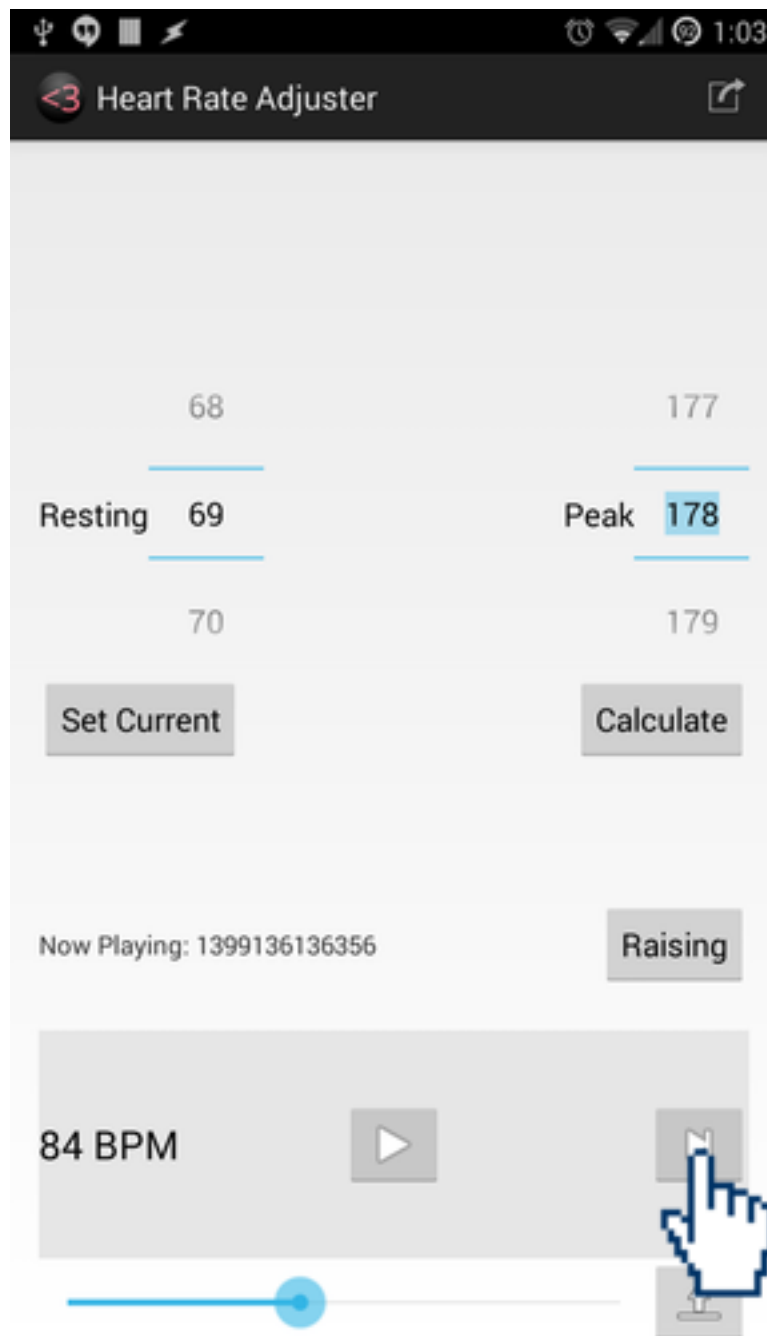 92 1:03
<3 Heart Rate Adjuster
68 177
Resting 69 Peak 178
70 179
Set Current Calculate
Now Playing: 1399136136356 Raising
84 BPM